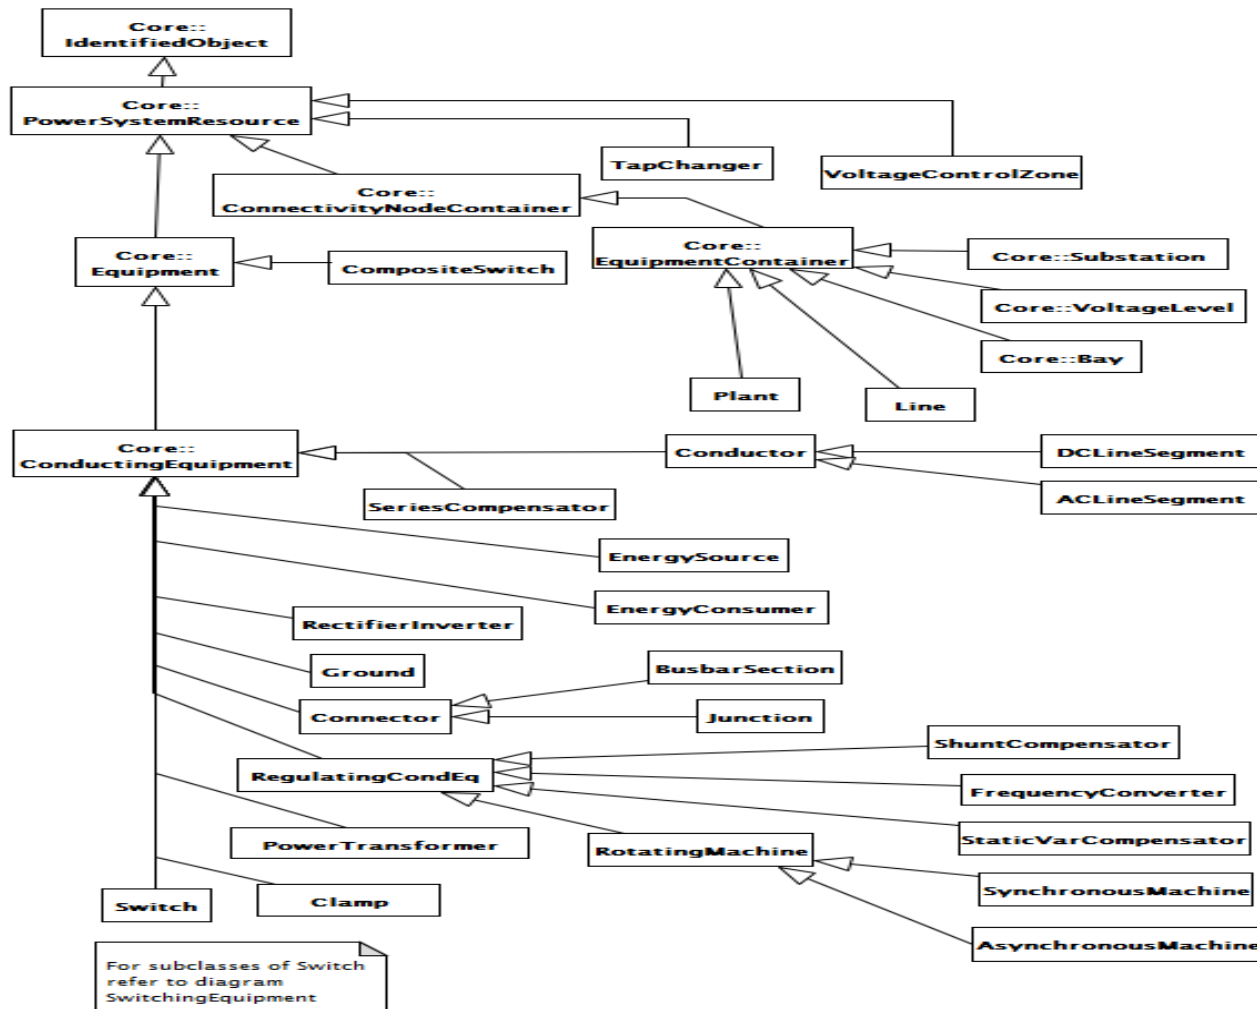 Core::
IdentifiedObject
Core::
PowerSystemResource
TapChanger
VoltageControlZone
Core::
ConnectivityNodeContainer
Core::
Equipment
CompositeSwitch
Core::
EquipmentContainer
Core::Substation
Core::VoltageLevel
Core::Bay
Plant
Line
Core::
ConductingEquipment
Conductor
DCLineSegment
SeriesCompensator
ACLineSegment
EnergySource
EnergyConsumer
RectifierInverter
Ground
BusbarSection
Connector
Junction
ShuntCompensator
RegulatingCondEq
FrequencyConverter
PowerTransformer
RotatingMachine
StaticVarCompensator
Switch
Clamp
SynchronousMachine
AsynchronousMachine
For subclasses of Switch
refer to diagram
SwitchingEquipment